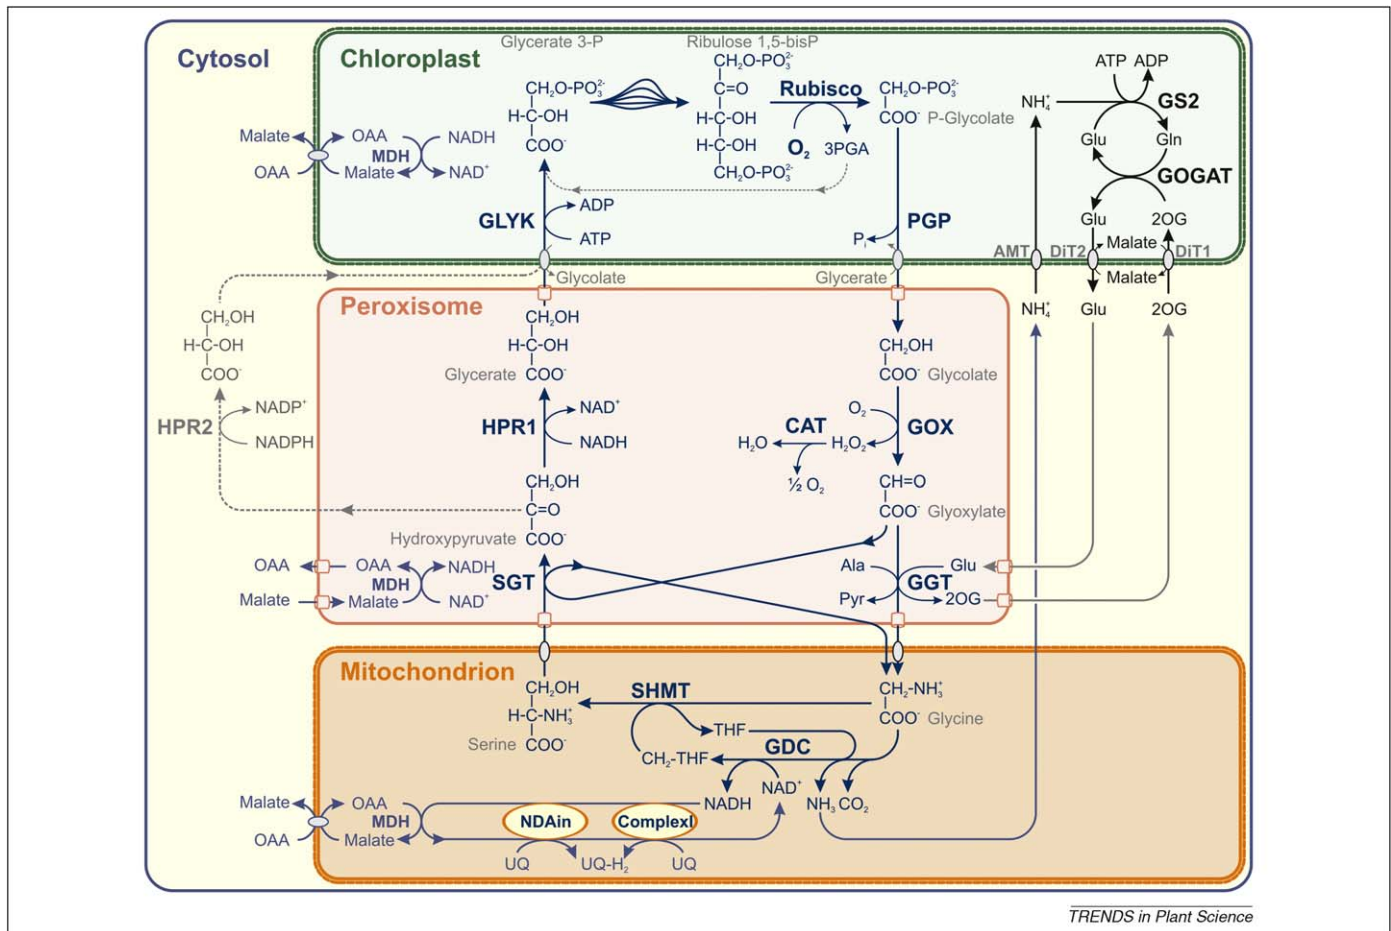 Cytosol
Chloroplast
Glycerate 3-P
Ribulose 1,5-bisP
CH₂O-PO₃²⁻
H-C-OH
COO⁻
CH₂O-PO₃²⁻
C=O
H-C-OH
H-C-OH
CH₂O-PO₃²⁻
Rubisco
O₂
3PGA
CH₂O-PO₃²⁻
COO⁻
P-Glycolate
ATP
ADP
NH₄⁺
GS2
Glu
Gln
GOGAT
Glu
2OG
Malate
OAA
OAA
Malate
MDH
NADH
NAD⁺
GLYK
ADP
ATP
PGP
Pᵢ
Glycolate
Glycerate
AMT
DiT2
Malate
DiT1
Malate
NH₄⁺
Glu
2OG
Peroxisome
CH₂OH
H-C-OH
COO⁻
HPR2
NADP⁺
NADPH
CH₂OH
H-C-OH
Glycerate COO⁻
HPR1
NAD⁺
NADH
CH₂OH
C=O
COO⁻
Hydroxypyruvate
CH₂OH
COO⁻ Glycolate
O₂
GOX
CAT
H₂O
H₂O₂
½ O₂
CH=O
COO⁻ Glyoxylate
OAA
OAA
NADH
MDH
Malate
Malate
NAD⁺
SGT
Ala
Glu
GGT
Pyr
2OG
Mitochondrion
CH₂OH
H-C-NH₃⁺
Serine COO⁻
SHMT
CH₂-NH₃⁺
COO⁻ Glycine
THF
GDC
CH₂-THF
NAD⁺
NADH
NH₃ CO₂
Malate
OAA
MDH
OAA
Malate
NDAin
ComplexI
UQ
UQ-H₂
UQ
TRENDS in Plant Science